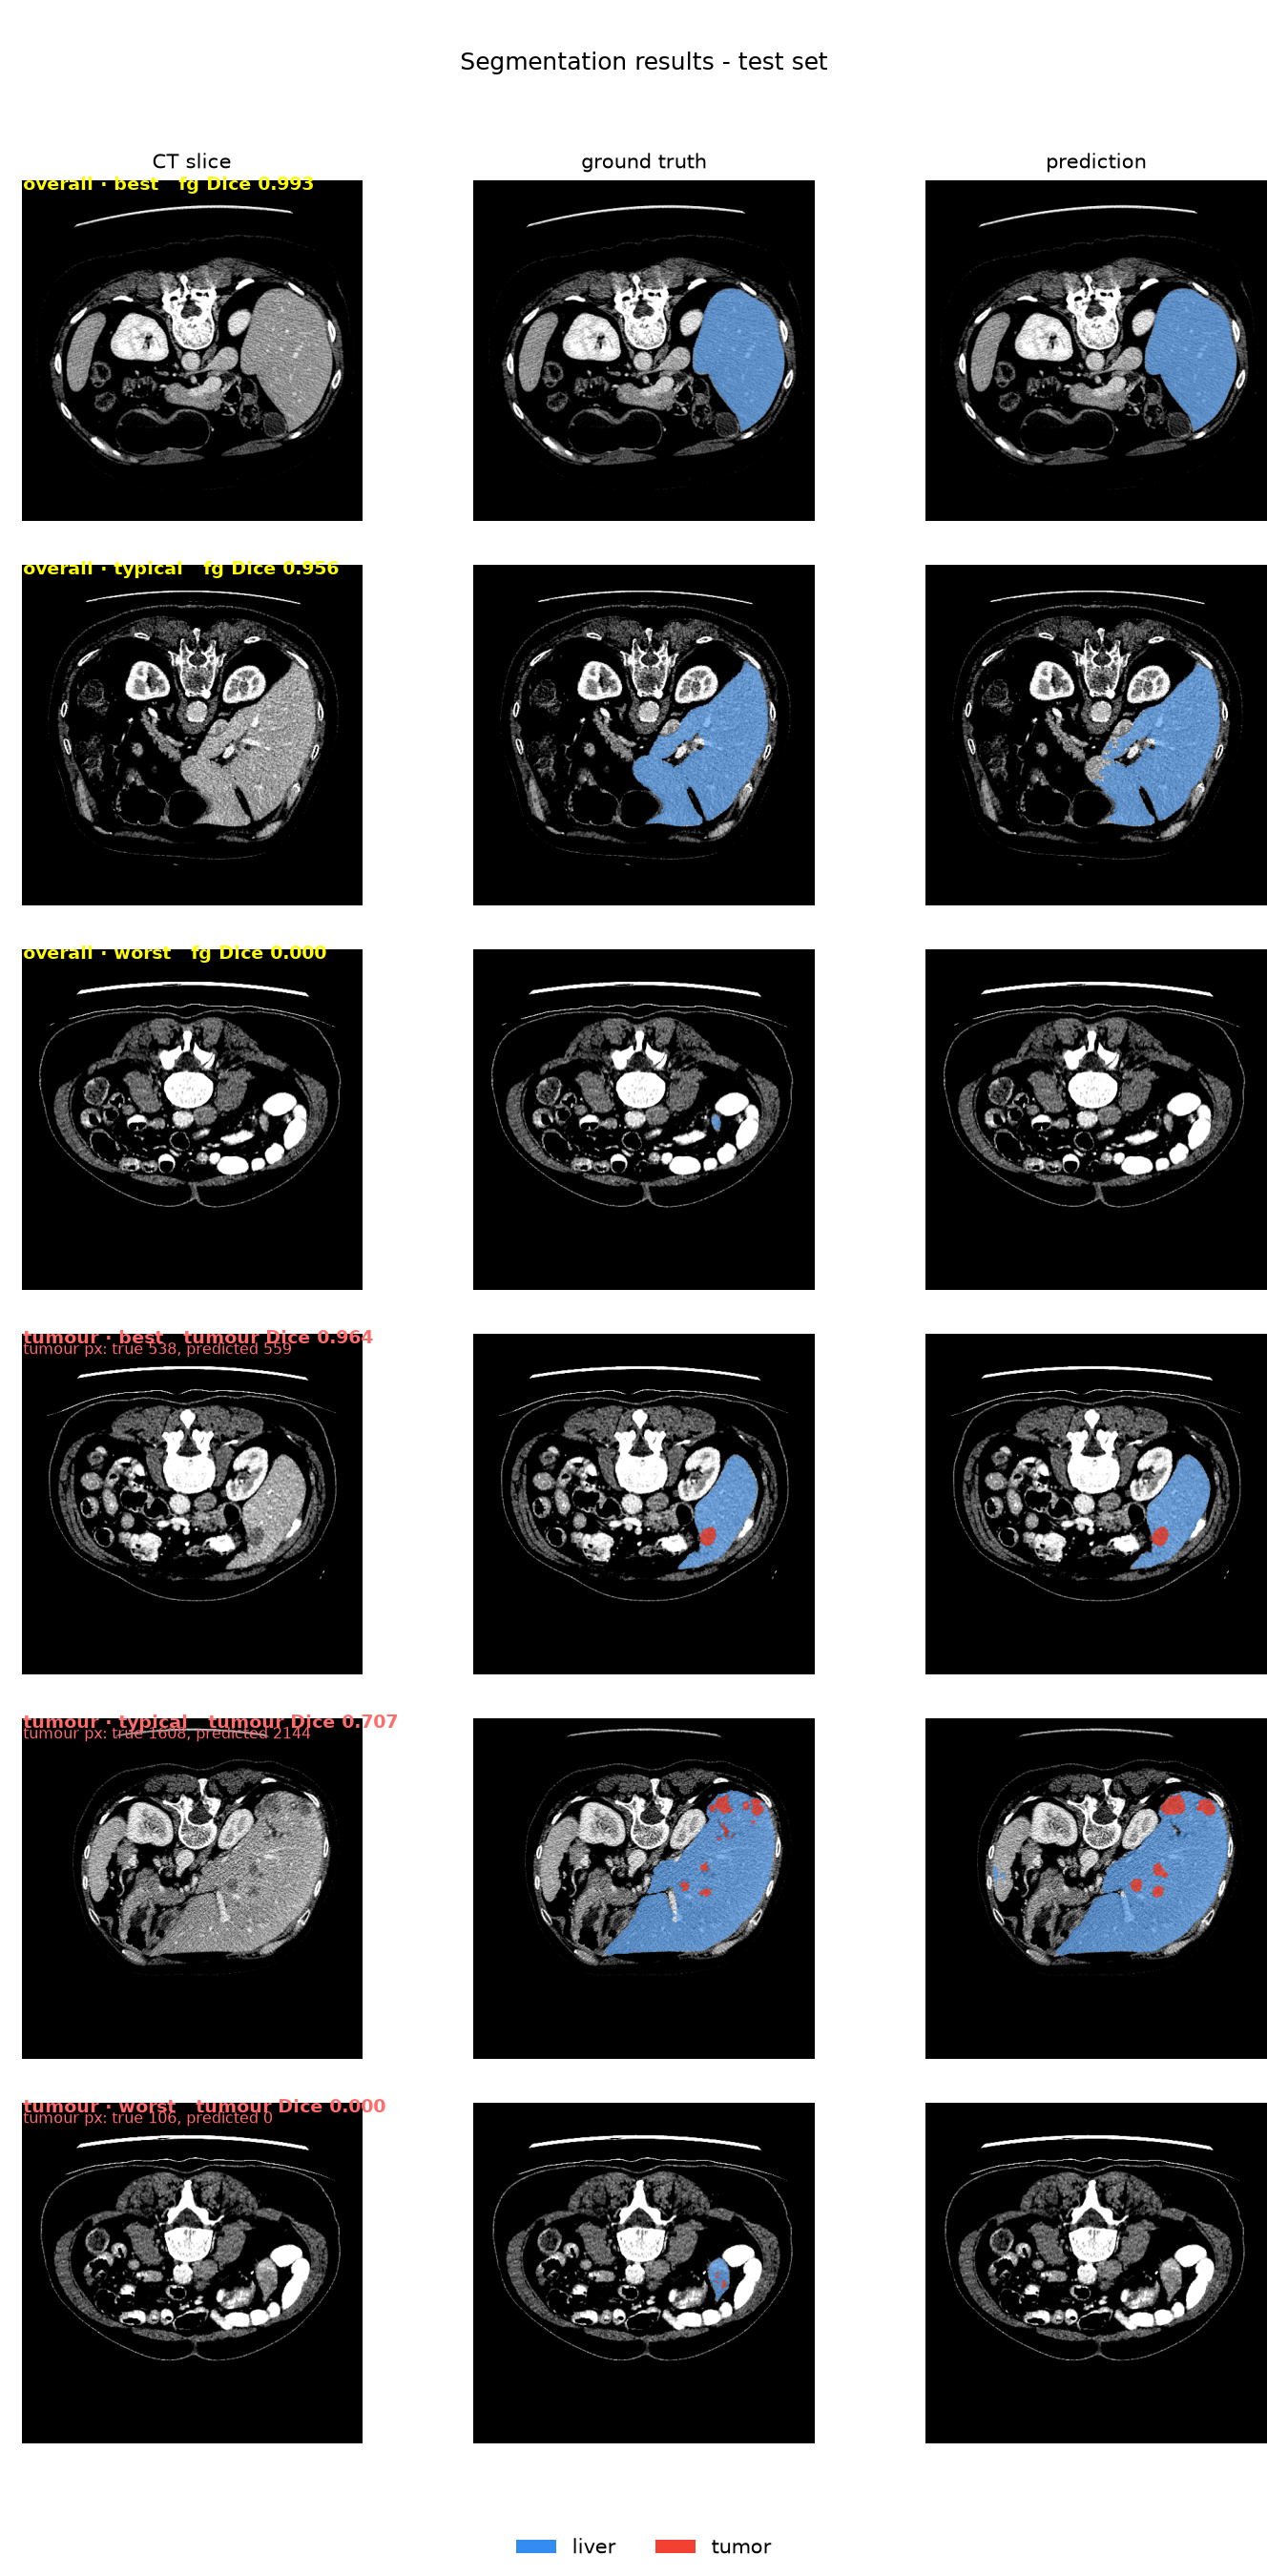 Segmentation results - test set
CT slice
ground truth
prediction
overall · best fg Dice 0.993
overall · typical fg Dice 0.956
overall · worst fg Dice 0.000
tumour · best tumour Dice 0.964
tumour px: true 538, predicted 559
tumour · typical tumour Dice 0.707
tumour px: true 1608, predicted 2144
tumour · worst tumour Dice 0.000
tumour px: true 106, predicted 0
liver
tumor